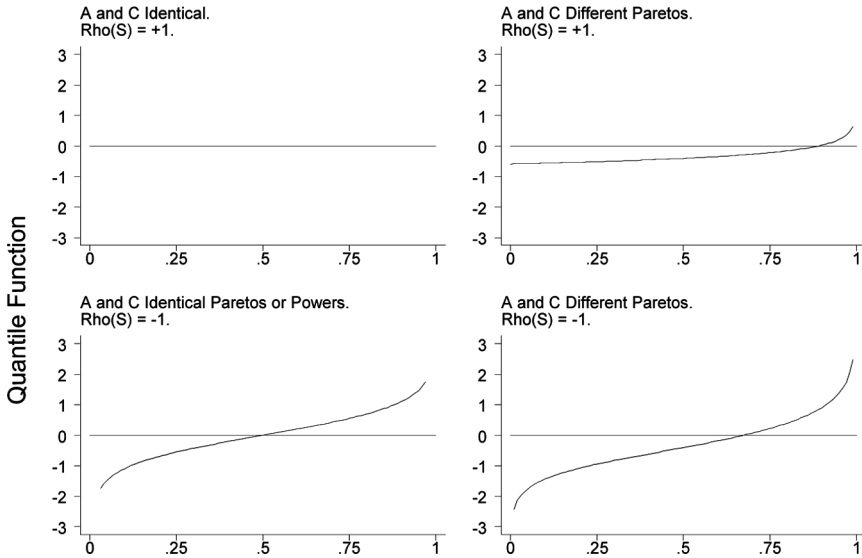 Quantile Function
A and C Identical.
Rho(S) = +1.
3
2
1
0
-1
-2
-3
0 .25 .5 .75 1
A and C Different Paretos.
Rho(S) = +1.
3
2
1
0
-1
-2
-3
0 .25 .5 .75 1
A and C Identical Paretos or Powers.
Rho(S) = -1.
3
2
1
0
-1
-2
-3
0 .25 .5 .75 1
A and C Different Paretos.
Rho(S) = -1.
3
2
1
0
-1
-2
-3
0 .25 .5 .75 1